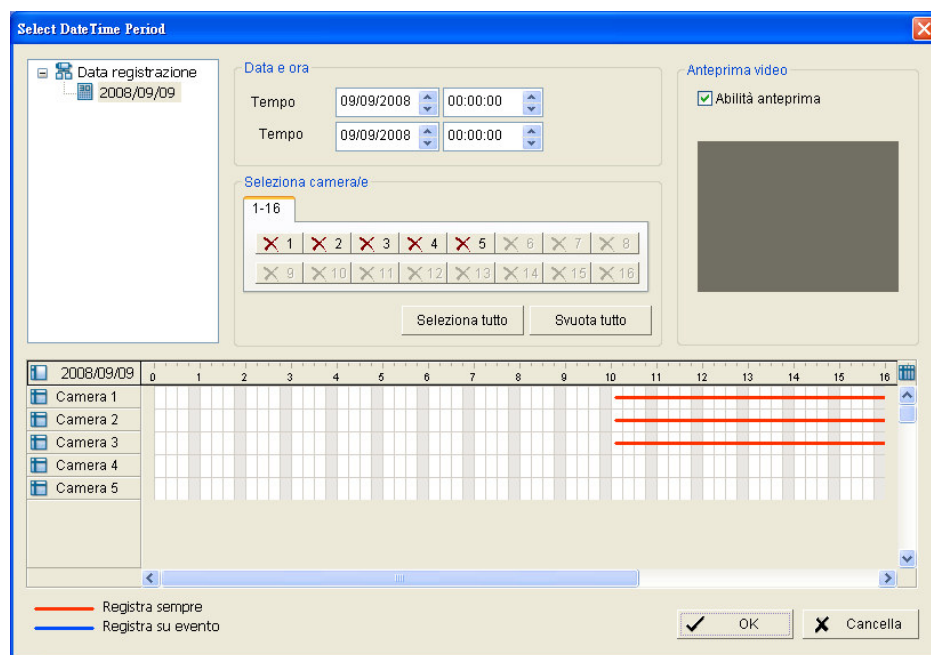 Select DateTime Period
Data registrazione
2008/09/09
Data e ora
Tempo 09/09/2008 00:00:00
Tempo 09/09/2008 00:00:00
Seleziona camera/e
1-16
1 2 3 4 5 6 7 8
9 10 11 12 13 14 15 16
Seleziona tutto Svuota tutto
Anteprima video
Abilità anteprima
2008/09/09 0 1 2 3 4 5 6 7 8 9 10 11 12 13 14 15 16
Camera 1
Camera 2
Camera 3
Camera 4
Camera 5
Registra sempre
Registra su evento
OK Cancella